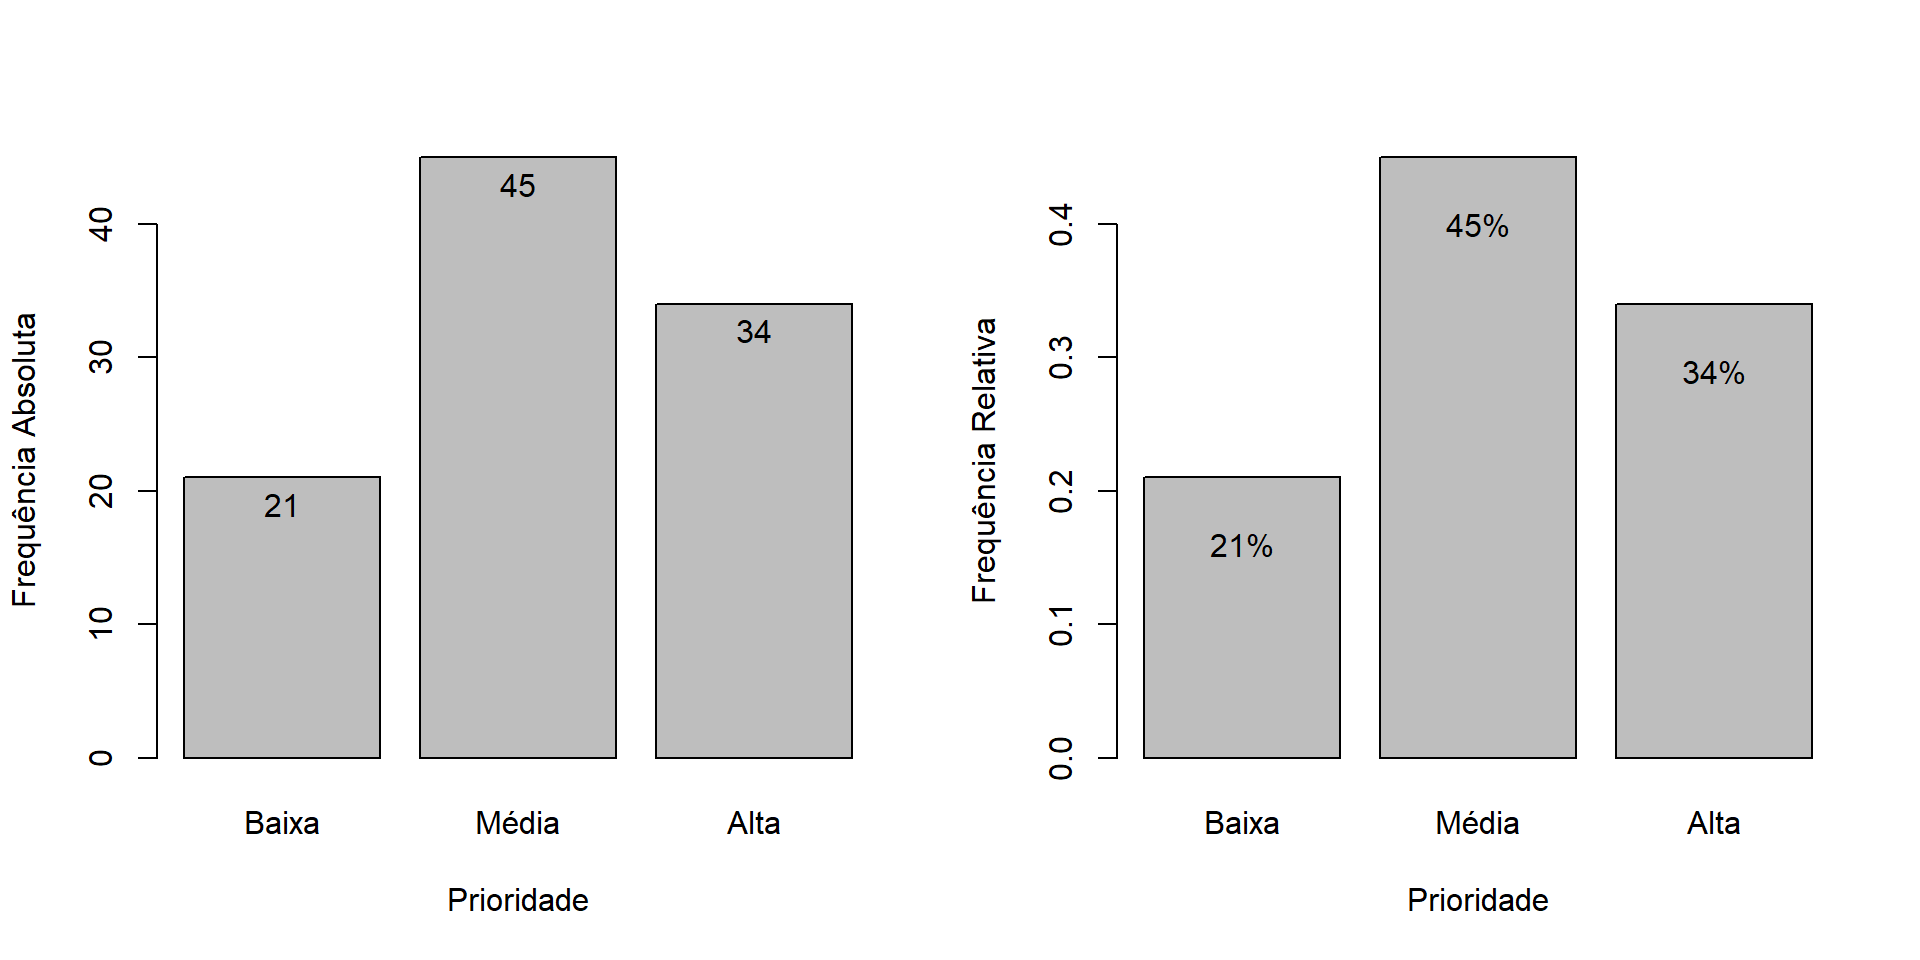 Frequência Absoluta
40
30
20
10
0
45
34
21
Baixa Média Alta
Prioridade
Frequência Relativa
0.4
0.3
0.2
0.1
0.0
45%
34%
21%
Baixa Média Alta
Prioridade